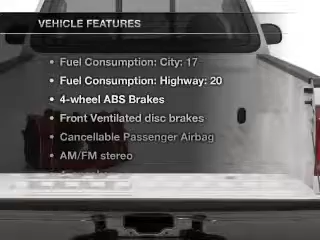 VEHICLE FEATURES
• Fuel Consumption: City: 17
• Fuel Consumption: Highway: 20
• 4-wheel ABS Brakes
• Front Ventilated disc brakes
• Cancellable Passenger Airbag
• AM/FM stereo